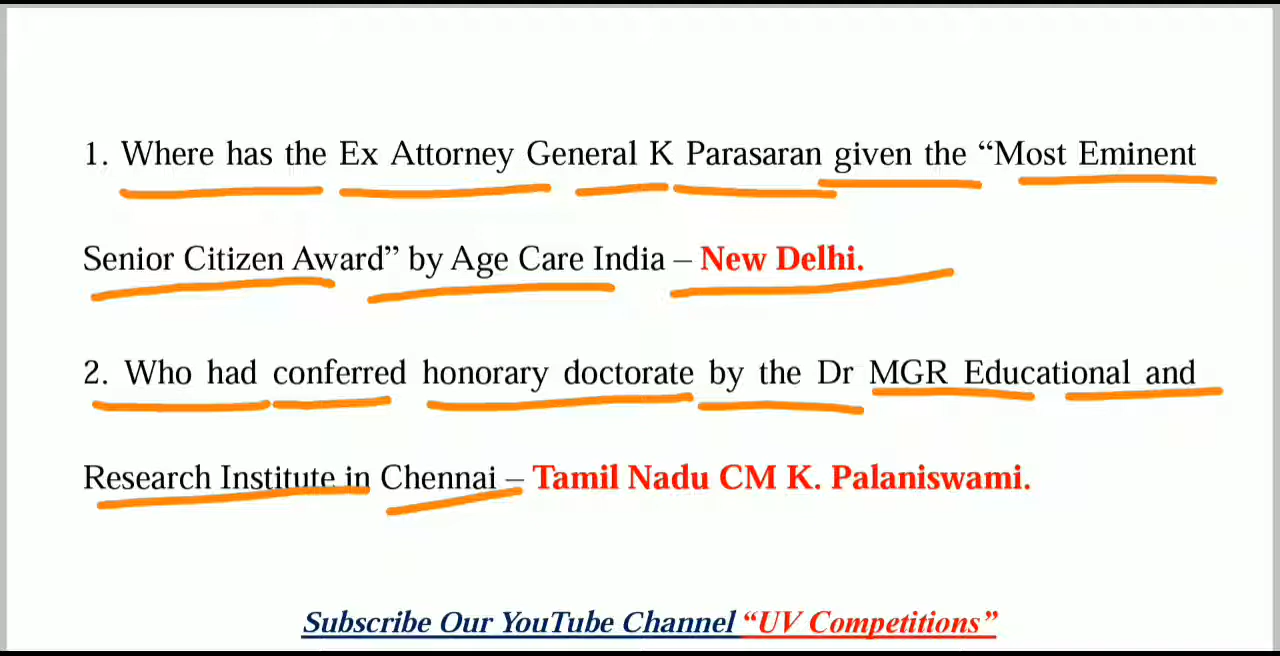 1. Where has the Ex Attorney General K Parasaran given the “Most Eminent
Senior Citizen Award” by Age Care India – New Delhi.
2. Who had conferred honorary doctorate by the Dr MGR Educational and
Research Institute in Chennai – Tamil Nadu CM K. Palaniswami.
Subscribe Our YouTube Channel “UV Competitions”